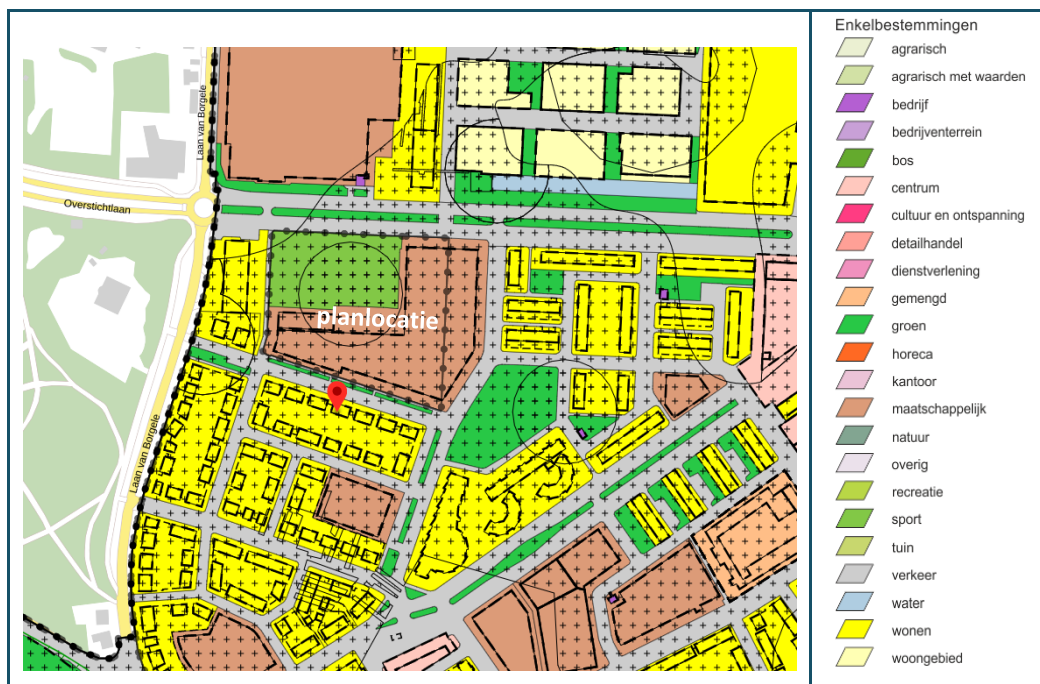 Laan van Borgele
Overstichtlaan
planlocatie
Laan van Borgele
Enkelbestemmingen
agrarisch
agrarisch met waarden
bedrijf
bedrijventerrein
bos
centrum
cultuur en ontspanning
detailhandel
dienstverlening
gemengd
groen
horeca
kantoor
maatschappelijk
natuur
overig
recreatie
sport
tuin
verkeer
water
wonen
woongebied